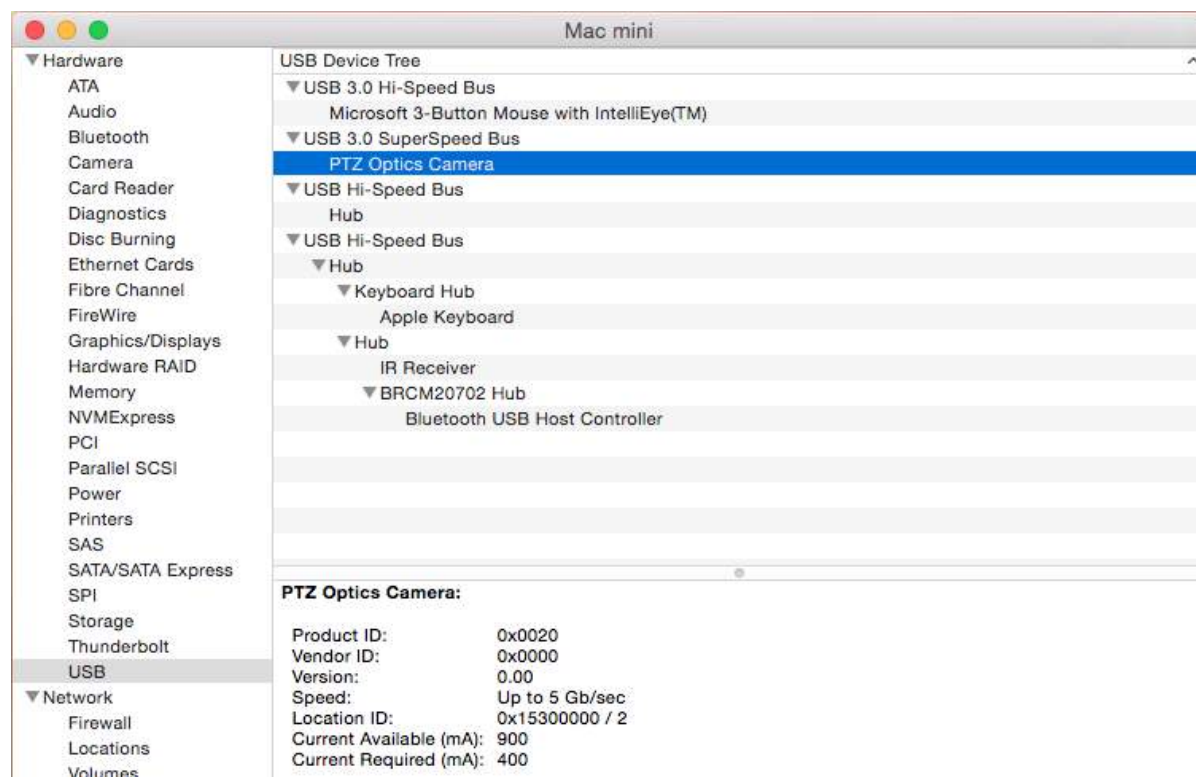 Mac mini
Hardware
ATA
Audio
Bluetooth
Camera
Card Reader
Diagnostics
Disc Burning
Ethernet Cards
Fibre Channel
FireWire
Graphics/Displays
Hardware RAID
Memory
NVMExpress
PCI
Parallel SCSI
Power
Printers
SAS
SATA/SATA Express
SPI
Storage
Thunderbolt
USB
Network
Firewall
Locations
Volumes
USB Device Tree
USB 3.0 Hi-Speed Bus
Microsoft 3-Button Mouse with IntelliEye(TM)
USB 3.0 SuperSpeed Bus
PTZ Optics Camera
USB Hi-Speed Bus
Hub
USB Hi-Speed Bus
Hub
Keyboard Hub
Apple Keyboard
Hub
IR Receiver
BRCM20702 Hub
Bluetooth USB Host Controller
PTZ Optics Camera:
Product ID: 0x0020
Vendor ID: 0x0000
Version: 0.00
Speed: Up to 5 Gb/sec
Location ID: 0x15300000 / 2
Current Available (mA): 900
Current Required (mA): 400